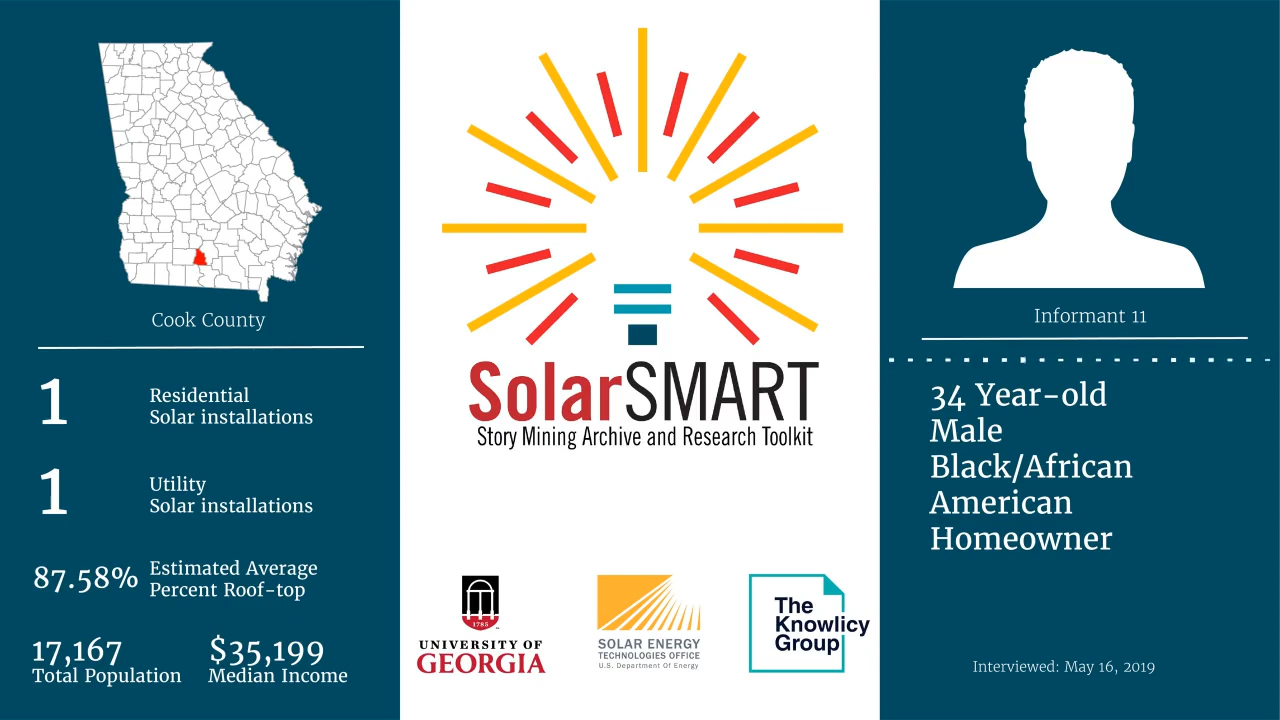 Cook County
1
Residential
Solar installations
1
Utility
Solar installations
87.58%
Estimated Average
Percent Roof-top
17,167
Total Population
$35,199
Median Income
SolarSMART
Story Mining Archive and Research Toolkit
1785
UNIVERSITY OF
GEORGIA
SOLAR ENERGY
TECHNOLOGIES OFFICE
U.S. Department Of Energy
The
Knowlicy
Group
Informant 11
34 Year-old
Male
Black/African
American
Homeowner
Interviewed: May 16, 2019